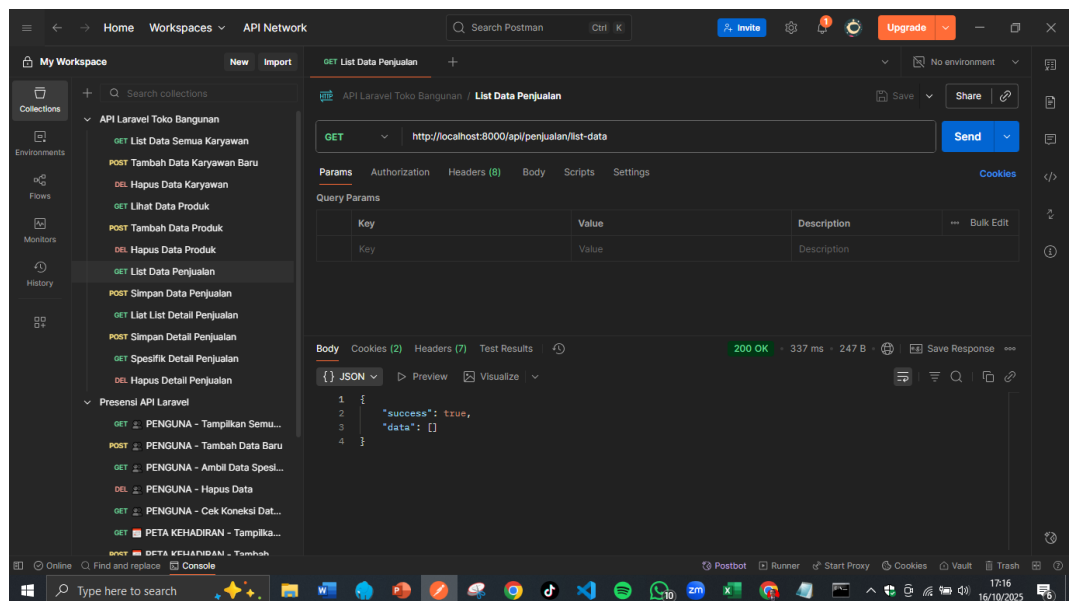 Home Workspaces API Network Search Postman Ctrl K Invite 1 Upgrade
My Workspace New Import GET List Data Penjualan No environment
Collections
Environments
Flows
Monitors
History
Search collections
API Laravel Toko Bangunan
GET List Data Semua Karyawan
POST Tambah Data Karyawan Baru
DEL Hapus Data Karyawan
GET Lihat Data Produk
POST Tambah Data Produk
DEL Hapus Data Produk
GET List Data Penjualan
POST Simpan Data Penjualan
GET Liat List Detail Penjualan
POST Simpan Detail Penjualan
GET Spesifik Detail Penjualan
DEL Hapus Detail Penjualan
Presensi API Laravel
GET PENGUNA - Tampilkan Semu...
POST PENGUNA - Tambah Data Baru
GET PENGUNA - Ambil Data Spesi...
DEL PENGUNA - Hapus Data
GET PENGUNA - Cek Koneksi Dat...
GET PETA KEHADIRAN - Tampilka...
POST PETA KEHADIRAN - Tambah
HTTP API Laravel Toko Bangunan / List Data Penjualan Save Share
GET http://localhost:8000/api/penjualan/list-data Send
Params Authorization Headers (8) Body Scripts Settings Cookies
Query Params
Key Value Description Bulk Edit
Key Value Description
Body Cookies (2) Headers (7) Test Results 200 OK 337 ms 247 B Save Response
{} JSON Preview Visualize
1 {
2 "success": true,
3 "data": []
4 }
Online Find and replace Console Postbot Runner Start Proxy Cookies Vault Trash
Type here to search 10 zm 17:16
16/10/2025 6